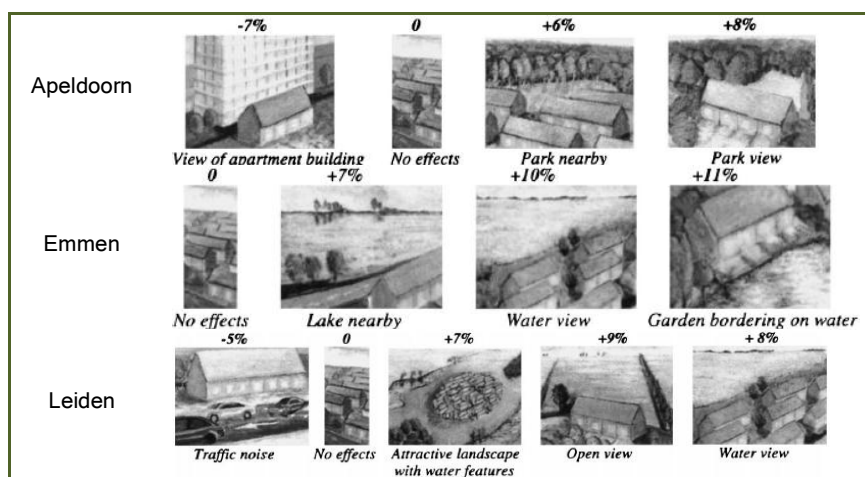 -7% 0 +6% +8%
Apeldoorn
View of apartment building No effects Park nearby Park view
0 +7% +10% +11%
Emmen
No effects Lake nearby Water view Garden bordering on water
-5% 0 +7% +9% + 8%
Leiden
Traffic noise No effects Attractive landscape Open view Water view
with water features